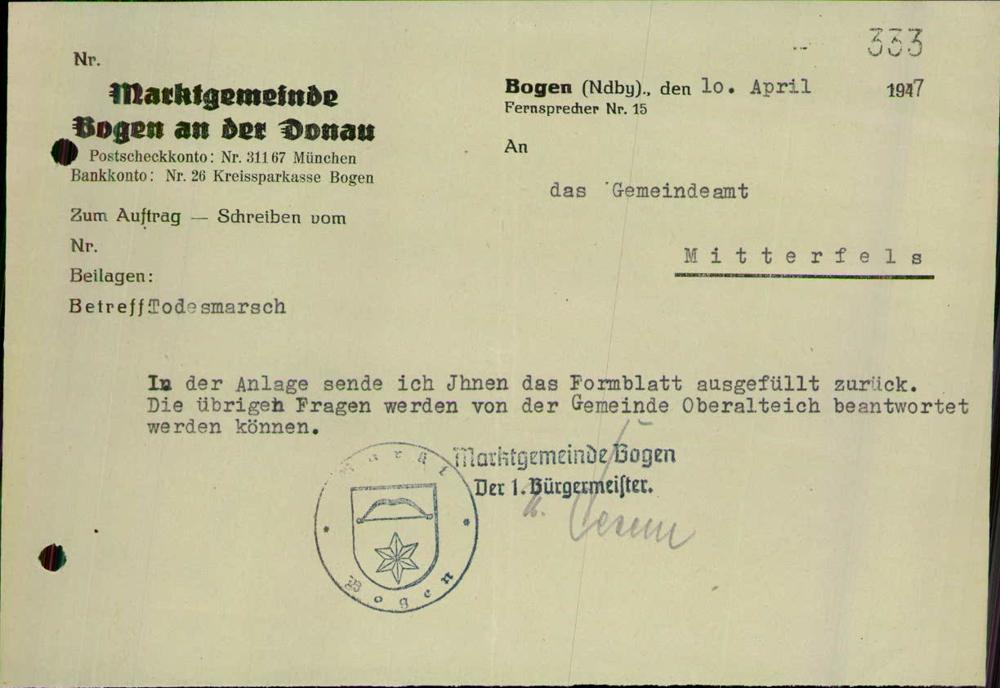 333
Nr.
Marktgemeinde
Bogen an der Donau
Postscheckkonto: Nr. 31167 München
Bankkonto: Nr. 26 Kreissparkasse Bogen
Zum Auftrag — Schreiben vom
Nr.
Beilagen:
Betreff: Todesmarsch
Bogen (Ndby)., den 10. April 1947
Fernsprecher Nr. 15
An
das Gemeindeamt
Mitterfels
In der Anlage sende ich Jhnen das Formblatt ausgefüllt zurück.
Die übrigen Fragen werden von der Gemeinde Oberalteich beantwortet
werden können.
Marktgemeinde Bogen
Der 1. Bürgermeister.
Markt
Bogen